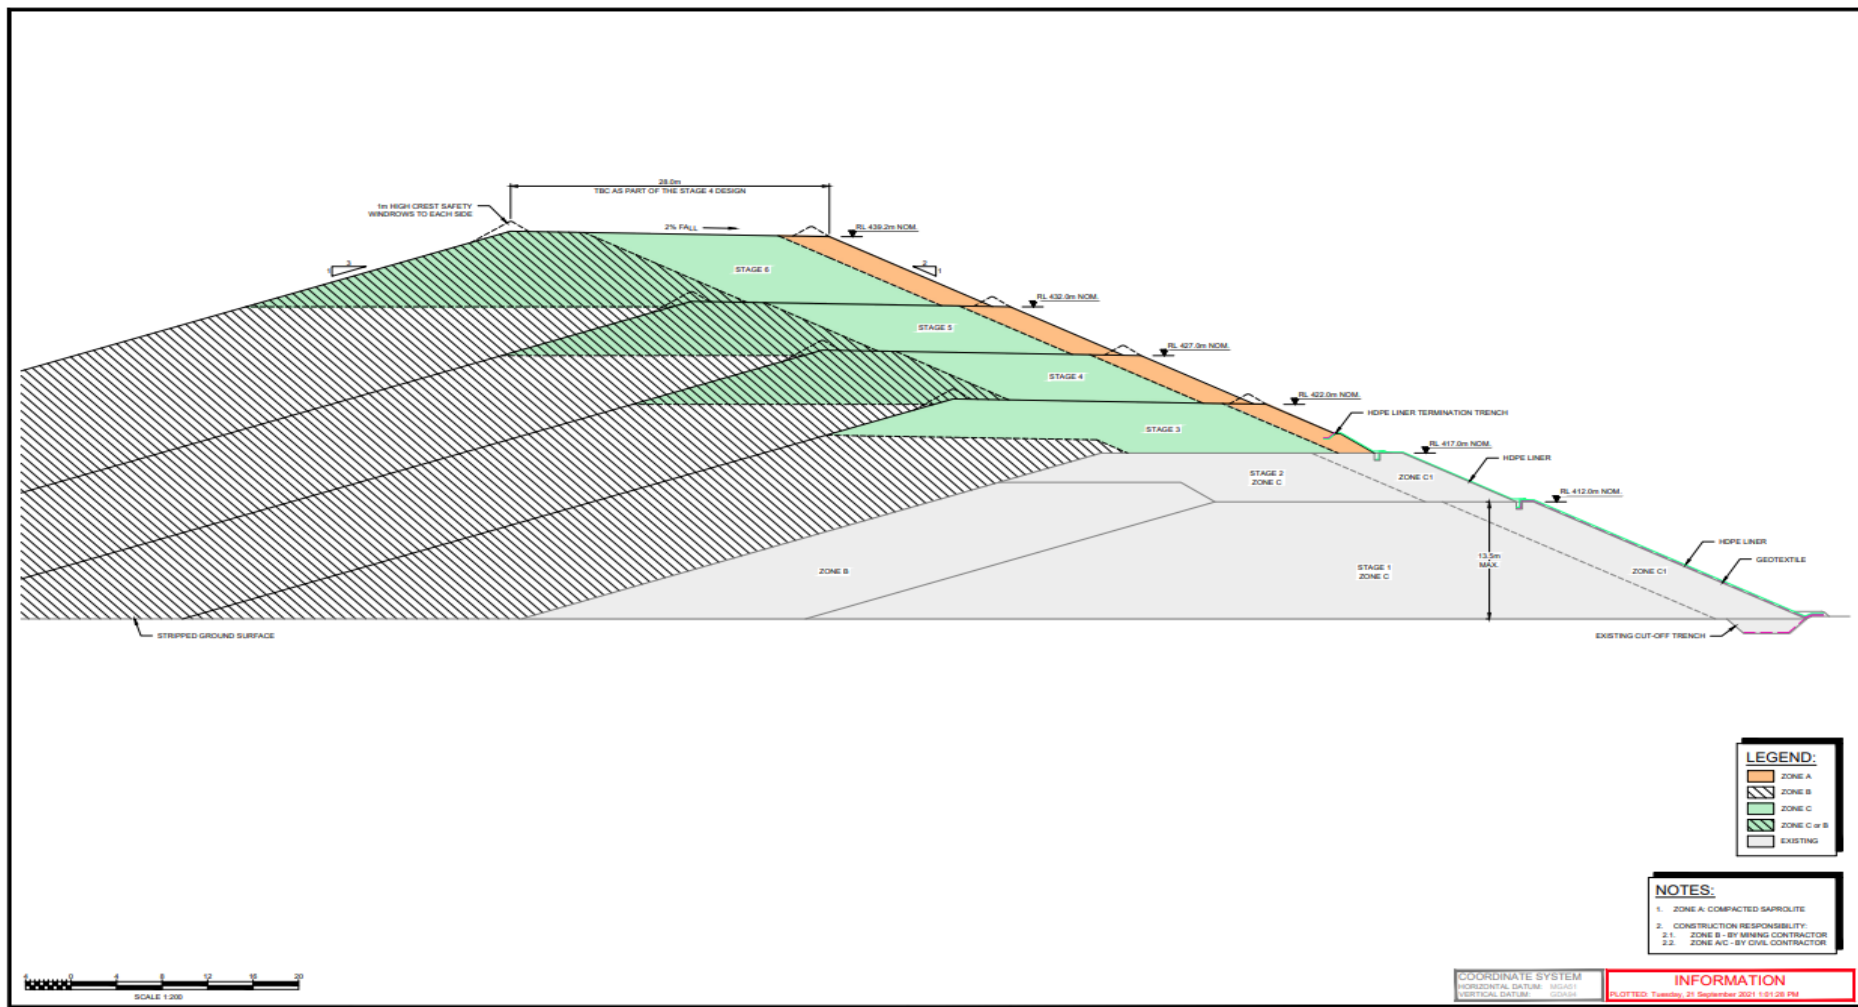 28.0m
TBC AS PART OF THE STAGE 4 DESIGN
1m HIGH CREST SAFETY
WINDROWS TO EACH SIDE
2% FALL
RL 439.2m NOM.
3
1
2
1
STAGE 6
RL 432.0m NOM.
STAGE 5
RL 427.0m NOM.
STAGE 4
RL 422.0m NOM.
HDPE LINER TERMINATION TRENCH
STAGE 3
RL 417.0m NOM.
HDPE LINER
STAGE 2
ZONE C
ZONE C1
RL 412.0m NOM.
HDPE LINER
13.5m
MAX.
GEOTEXTILE
ZONE B
STAGE 1
ZONE C
ZONE C1
STRIPPED GROUND SURFACE
EXISTING CUT-OFF TRENCH
LEGEND:
ZONE A
ZONE B
ZONE C
ZONE C or B
EXISTING
NOTES:
1. ZONE A: COMPACTED SAPROLITE
2. CONSTRUCTION RESPONSIBILITY:
2.1. ZONE B - BY MINING CONTRACTOR
2.2. ZONE A/C - BY CIVIL CONTRACTOR
4 0 4 8 12 16 20
SCALE 1:200
COORDINATE SYSTEM
HORIZONTAL DATUM: MGA51
VERTICAL DATUM: GDA94
INFORMATION
PLOTTED: Tuesday, 21 September 2021 1:01:26 PM